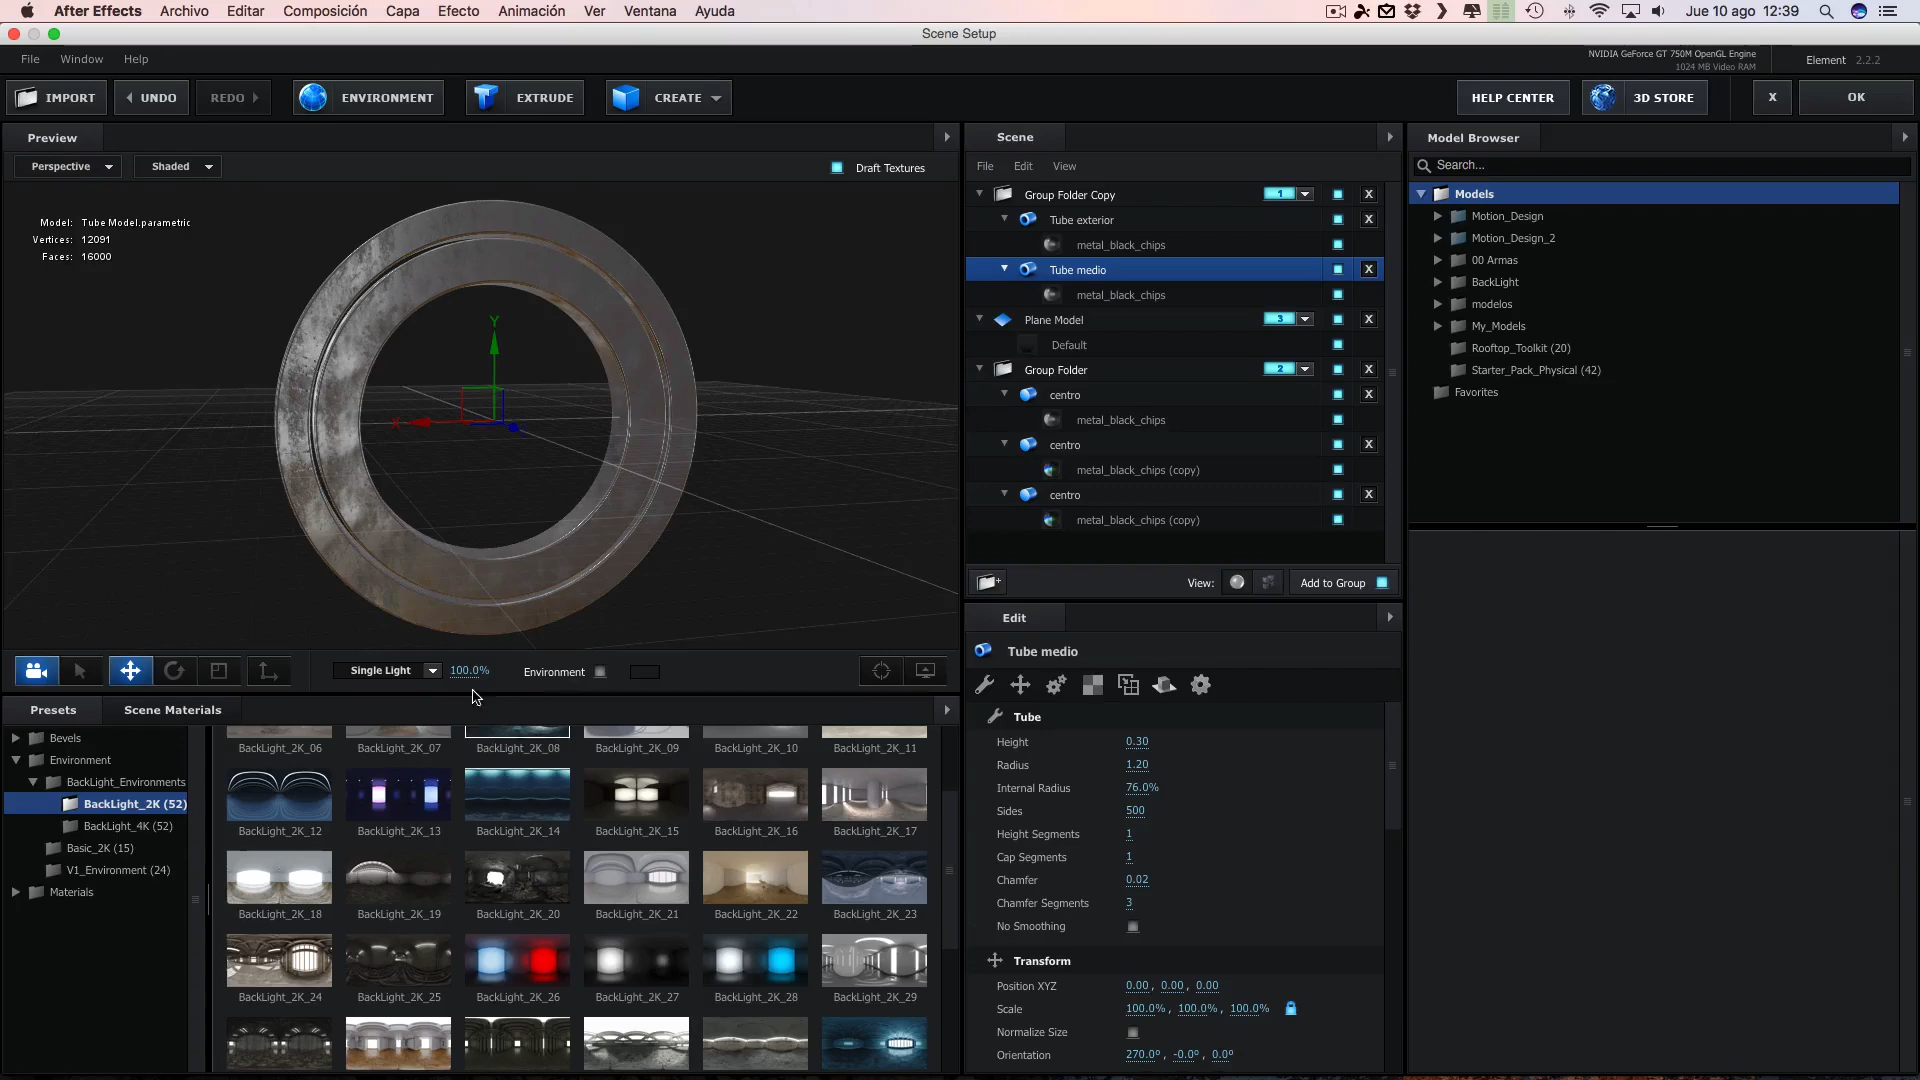 After Effects Archivo Editar Composición Capa Efecto Animación Ver Ventana Ayuda Jue 10 ago 12:39
Scene Setup
File Window Help
NVIDIA GeForce GT 750M OpenGL Engine
1024 MB Video RAM
Element 2.2.2
IMPORT UNDO REDO ENVIRONMENT EXTRUDE CREATE HELP CENTER 3D STORE X OK
Preview
Perspective Shaded Draft Textures
Model: Tube Model.parametric
Vertices: 12091
Faces: 16000
Y
X
Single Light 100.0% Environment
Presets Scene Materials
Bevels
Environment
BackLight_Environments
BackLight_2K (52)
BackLight_4K (52)
Basic_2K (15)
V1_Environment (24)
Materials
BackLight_2K_06 BackLight_2K_07 BackLight_2K_08 BackLight_2K_09 BackLight_2K_10 BackLight_2K_11
BackLight_2K_12 BackLight_2K_13 BackLight_2K_14 BackLight_2K_15 BackLight_2K_16 BackLight_2K_17
BackLight_2K_18 BackLight_2K_19 BackLight_2K_20 BackLight_2K_21 BackLight_2K_22 BackLight_2K_23
BackLight_2K_24 BackLight_2K_25 BackLight_2K_26 BackLight_2K_27 BackLight_2K_28 BackLight_2K_29
Scene
File Edit View
Group Folder Copy 1 X
Tube exterior X
metal_black_chips
Tube medio X
metal_black_chips
Plane Model 3 X
Default
Group Folder 2 X
centro X
metal_black_chips
centro X
metal_black_chips (copy)
centro X
metal_black_chips (copy)
View: Add to Group
Edit
Tube medio
Tube
Height 0.30
Radius 1.20
Internal Radius 76.0%
Sides 500
Height Segments 1
Cap Segments 1
Chamfer 0.02
Chamfer Segments 3
No Smoothing
Transform
Position XYZ 0.00, 0.00, 0.00
Scale 100.0%, 100.0%, 100.0%
Normalize Size
Orientation 270.0º, -0.0º, 0.0º
Model Browser
Search...
Models
Motion_Design
Motion_Design_2
00 Armas
BackLight
modelos
My_Models
Rooftop_Toolkit (20)
Starter_Pack_Physical (42)
Favorites